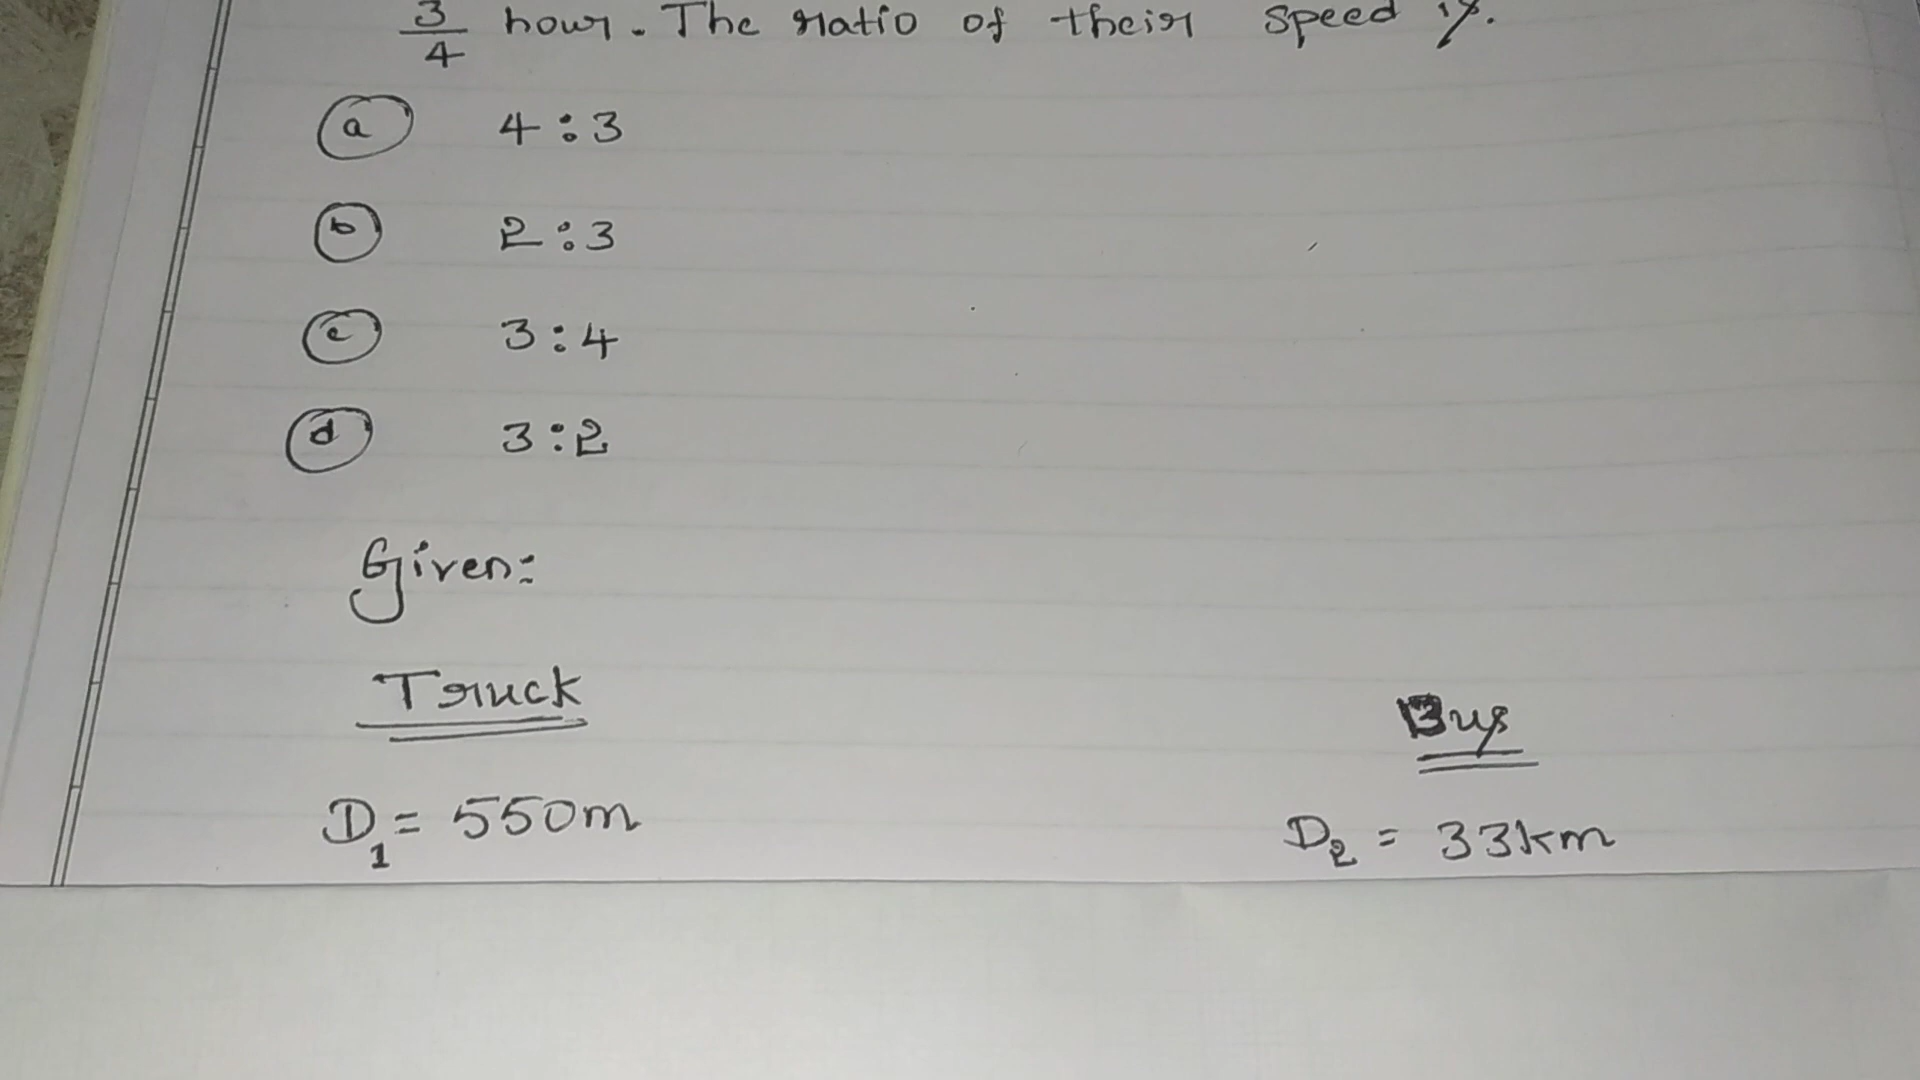 3/4 hour. The ratio of their speed is.
a 4:3
b 2:3
c 3:4
d 3:2
Given:
Truck Bus
D1 = 550m D2 = 33km